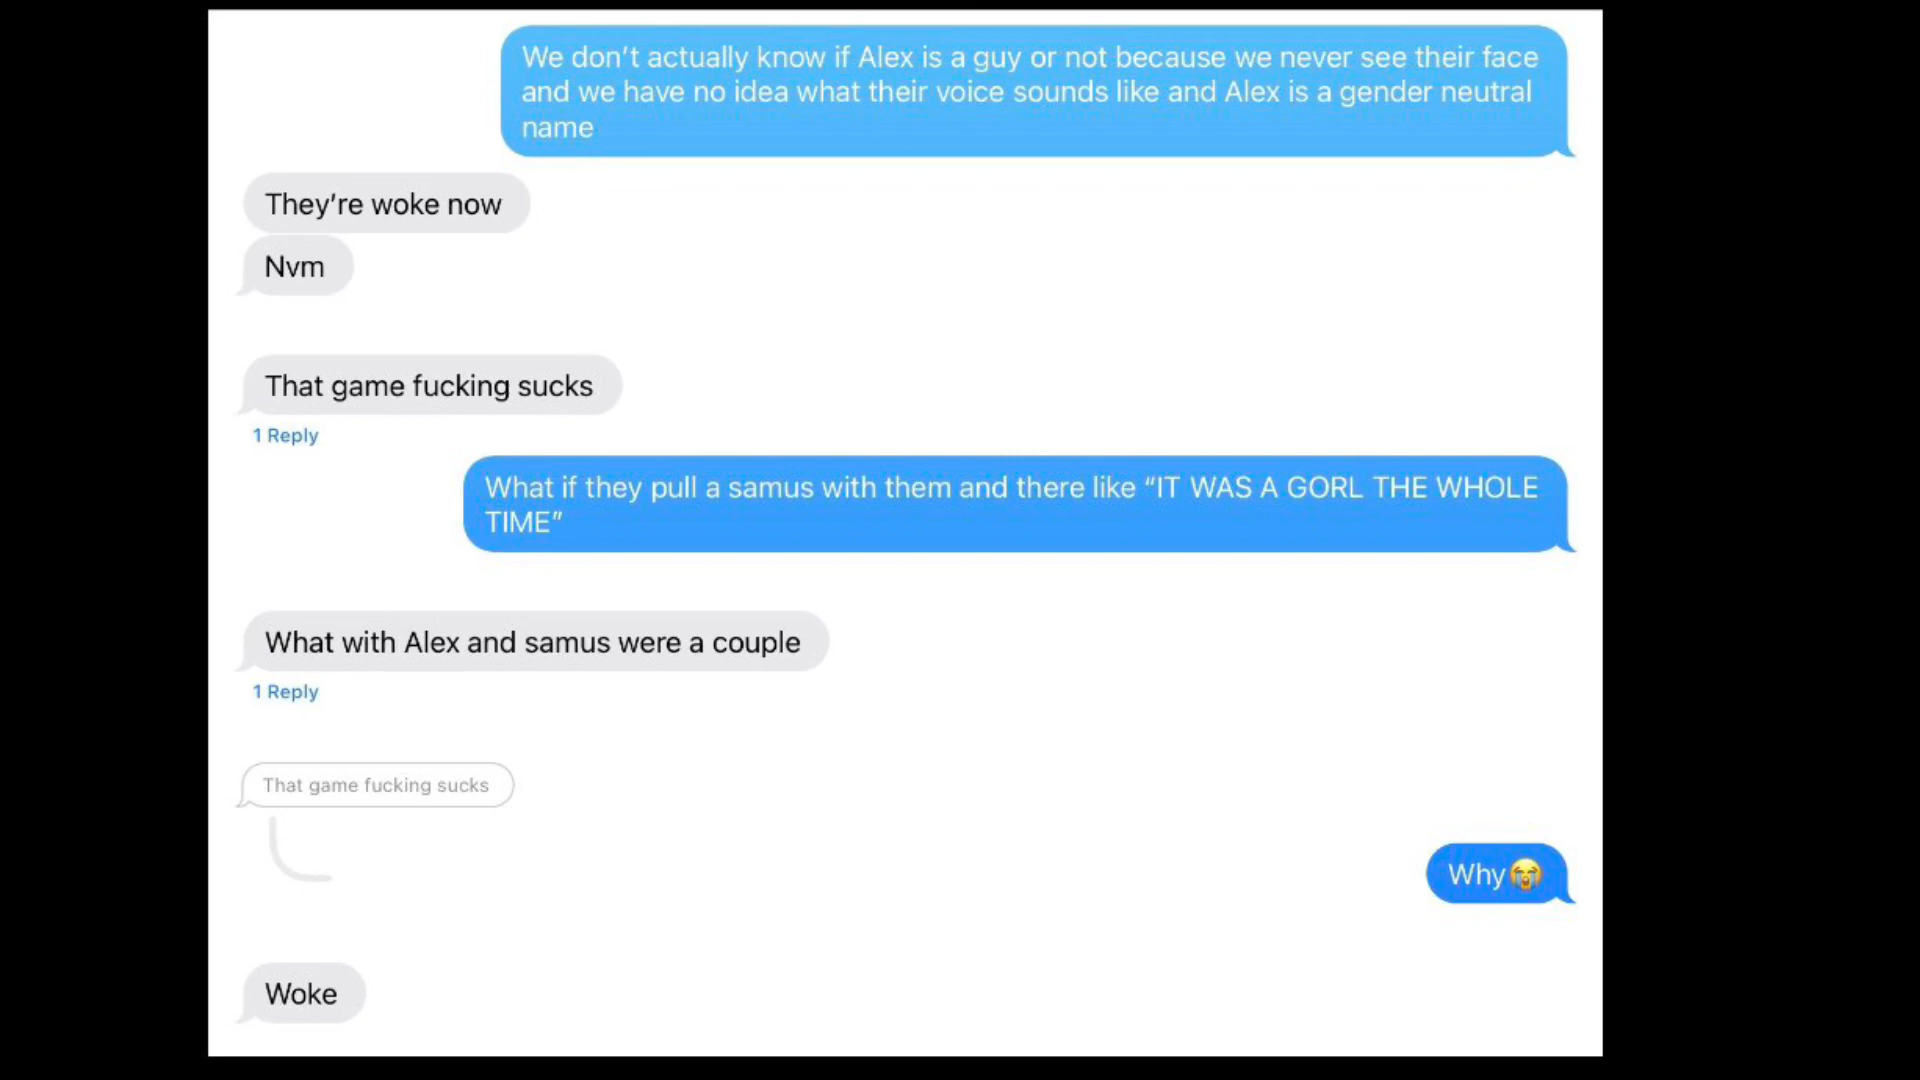 We don’t actually know if Alex is a guy or not because we never see their face
and we have no idea what their voice sounds like and Alex is a gender neutral
name
They’re woke now
Nvm
That game fucking sucks
1 Reply
What if they pull a samus with them and there like “IT WAS A GORL THE WHOLE
TIME”
What with Alex and samus were a couple
1 Reply
That game fucking sucks
Why😭
Woke